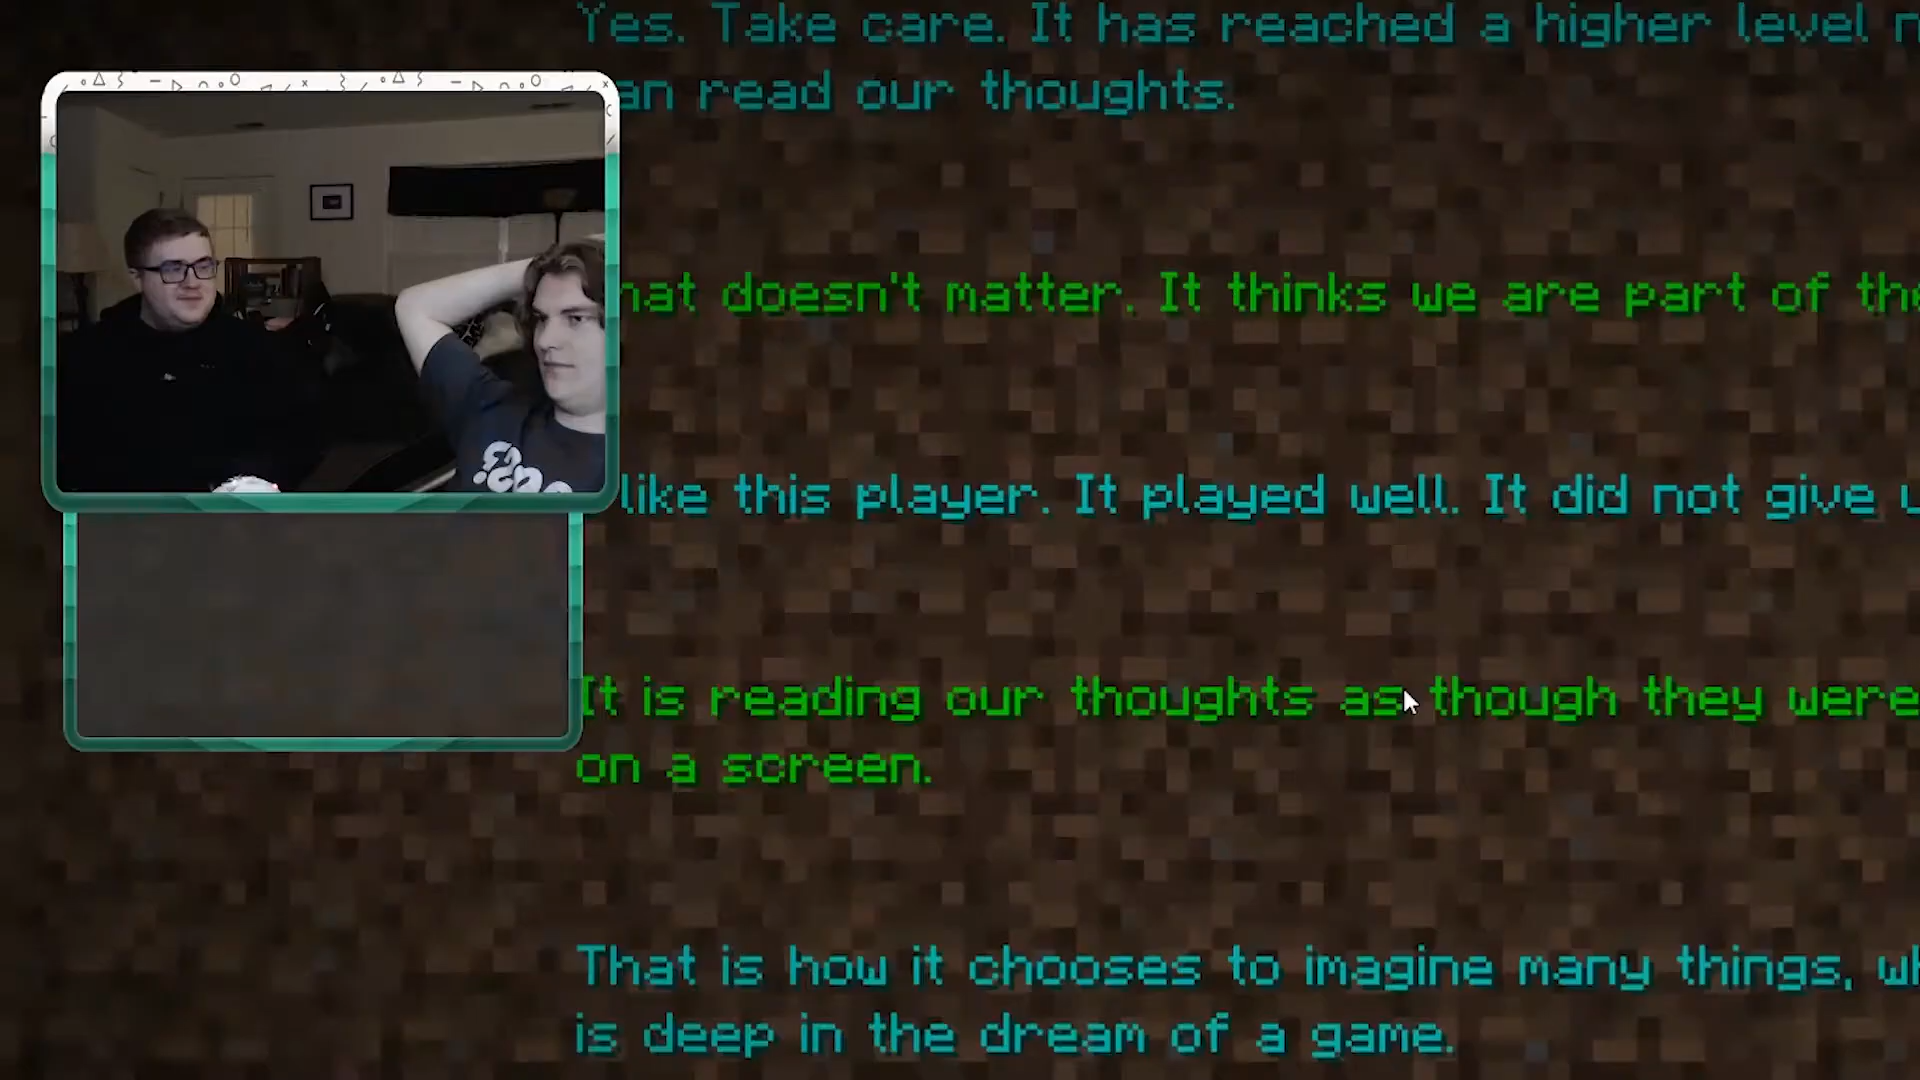 Yes. Take care. It has reached a higher level
an read our thoughts.
hat doesn't matter. It thinks we are part of the
like this player. It played well. It did not give
It is reading our thoughts as though they were
on a screen.
That is how it chooses to imagine many things,
is deep in the dream of a game.